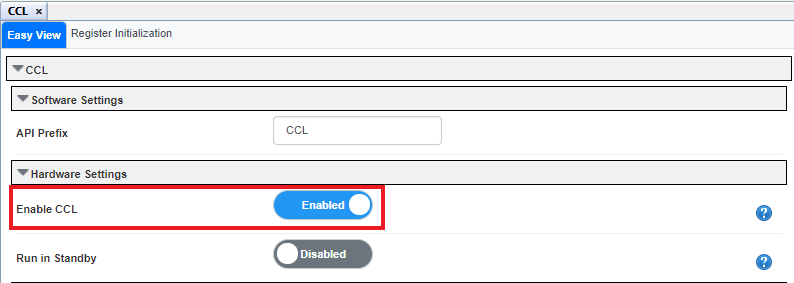 CCL ×
Easy View Register Initialization
CCL
Software Settings
API Prefix CCL
Hardware Settings
Enable CCL Enabled ?
Run in Standby Disabled ?